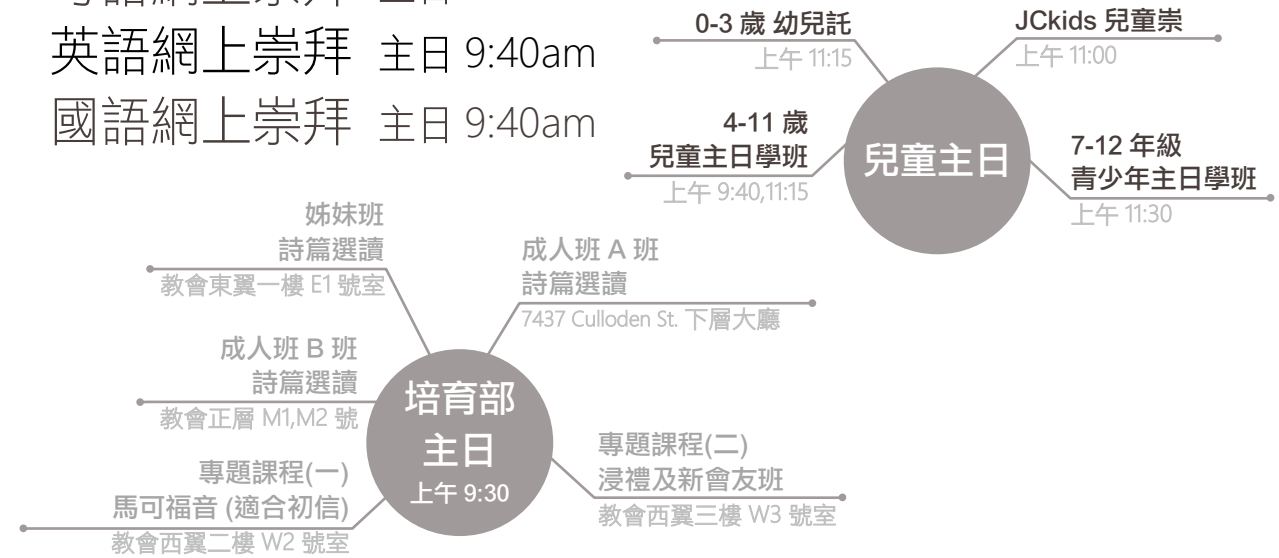 英語網上崇拜 主日 9:40am
國語網上崇拜 主日 9:40am
0-3 歲 幼兒託
上午 11:15
JCkids 兒童崇
上午 11:00
4-11 歲
兒童主日學班
上午 9:40,11:15
兒童主日
7-12 年級
青少年主日學班
上午 11:30
姊妹班
詩篇選讀
教會東翼一樓 E1 號室
成人班 A 班
詩篇選讀
7437 Culloden St. 下層大廳
成人班 B 班
詩篇選讀
教會正層 M1,M2 號
培育部
主日
上午 9:30
專題課程(一)
馬可福音 (適合初信)
教會西翼二樓 W2 號室
專題課程(二)
浸禮及新會友班
教會西翼三樓 W3 號室